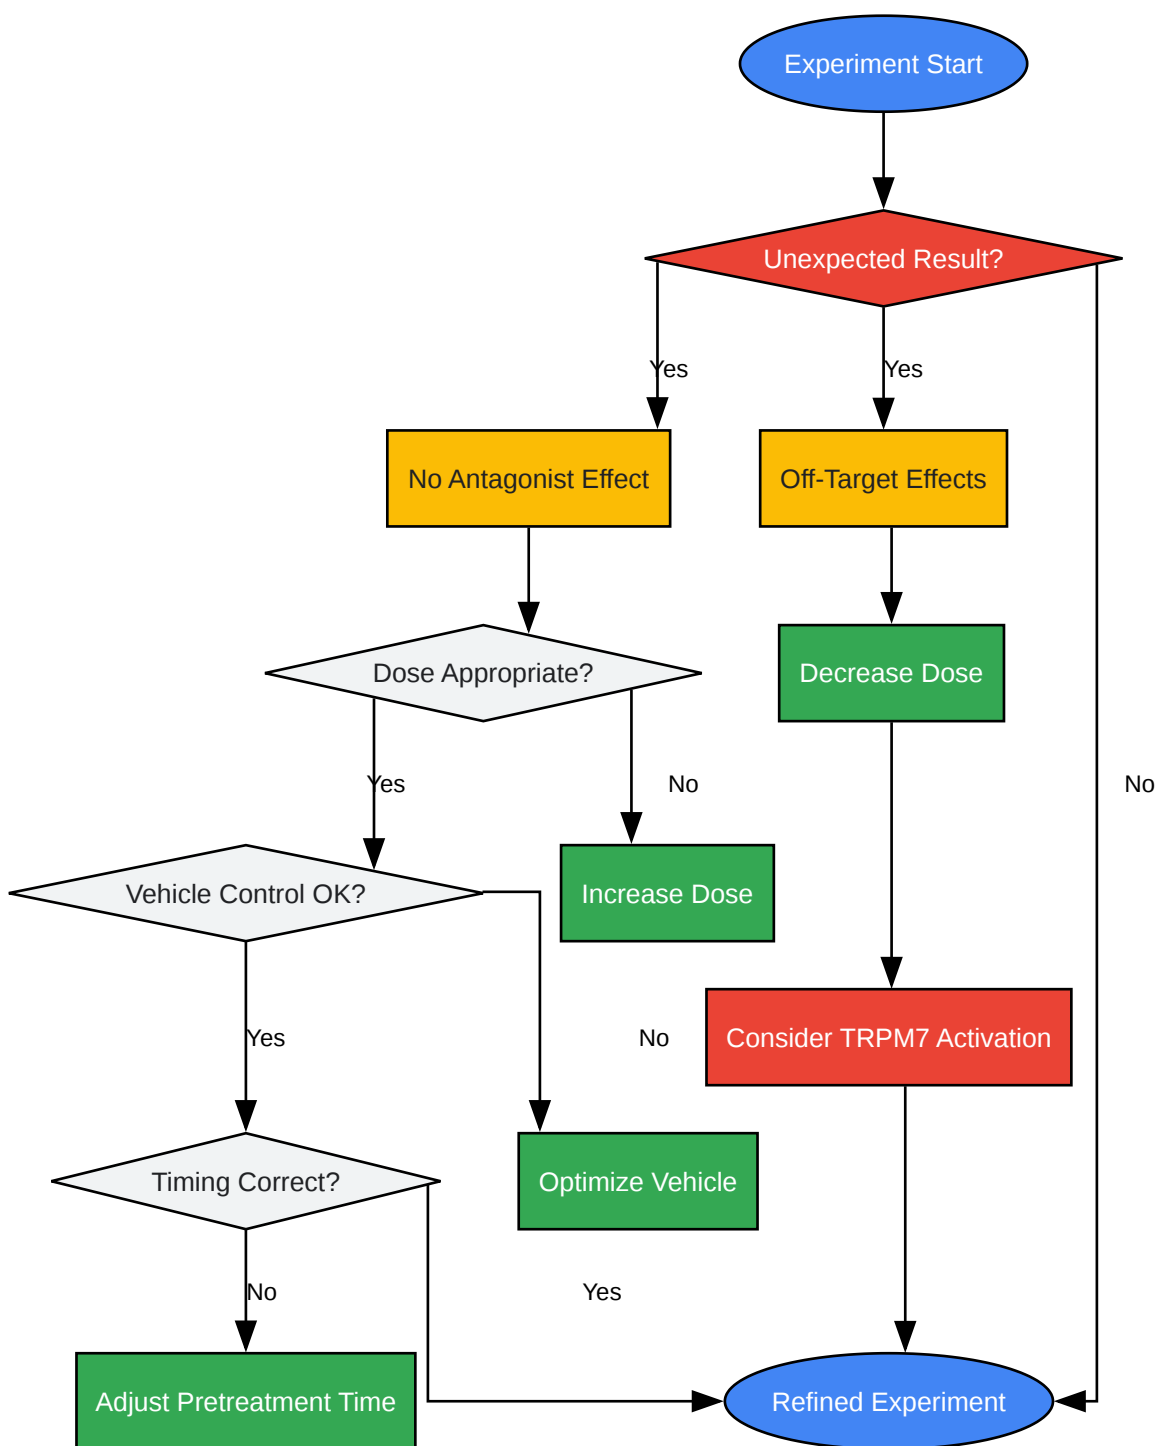 Experiment Start
Unexpected Result?
Yes
Yes
No Antagonist Effect
Off-Target Effects
Dose Appropriate?
Decrease Dose
Yes
No
No
Vehicle Control OK?
Increase Dose
Yes
No
Consider TRPM7 Activation
Timing Correct?
Optimize Vehicle
No
Yes
Adjust Pretreatment Time
Refined Experiment